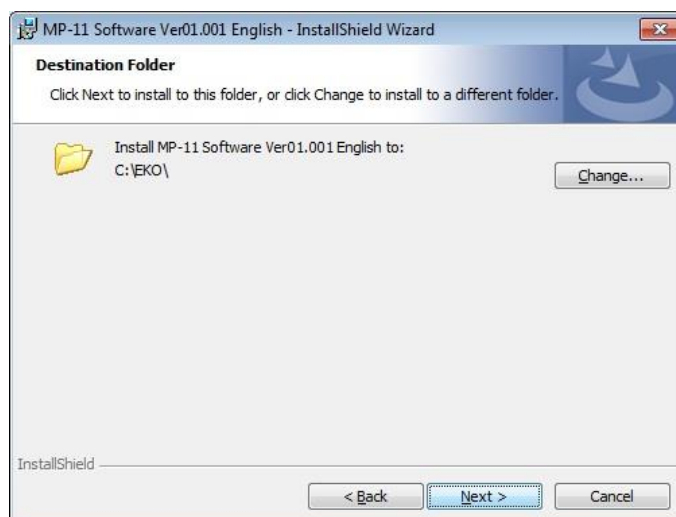 MP-11 Software Ver01.001 English - InstallShield Wizard
Destination Folder
Click Next to install to this folder, or click Change to install to a different folder.
Install MP-11 Software Ver01.001 English to:
C:\EKO\
Change...
InstallShield
< Back
Next >
Cancel